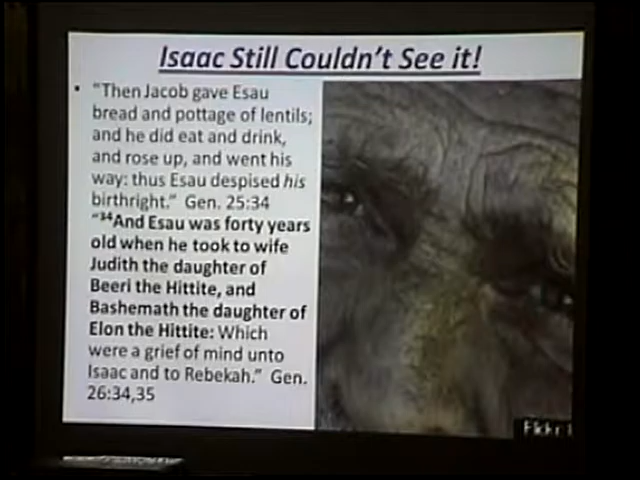 Isaac Still Couldn't See it!
• "Then Jacob gave Esau
bread and pottage of lentils;
and he did eat and drink,
and rose up, and went his
way: thus Esau despised his
birthright." Gen. 25:34
"³⁴And Esau was forty years
old when he took to wife
Judith the daughter of
Beeri the Hittite, and
Bashemath the daughter of
Elon the Hittite: Which
were a grief of mind unto
Isaac and to Rebekah." Gen.
26:34,35
Flickr